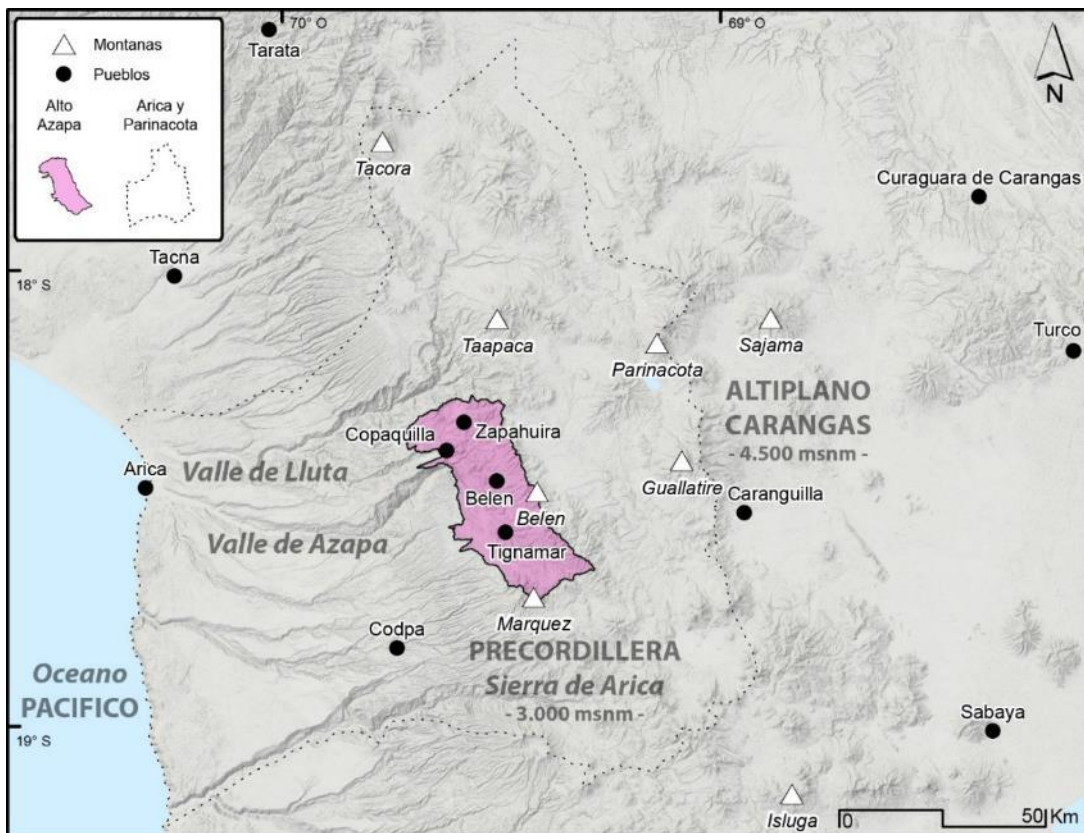 70° O
69° O
Montanas
Pueblos
Alto
Azapa
Arica y
Parinacota
Tarata
N
Tacora
Curaguara de Carangas
Tacna
18° S
Taapaca
Parinacota
Sajama
Turco
ALTIPLANO
CARANGAS
- 4.500 msnm -
Copaquilla
Zapahuira
Arica
Valle de Lluta
Belen
Belen
Guallatire
Caranguilla
Valle de Azapa
Tignamar
Marquez
Codpa
PRECORDILLERA
Sierra de Arica
- 3.000 msnm -
Oceano
PACIFICO
19° S
Sabaya
Isluga
0
50 Km